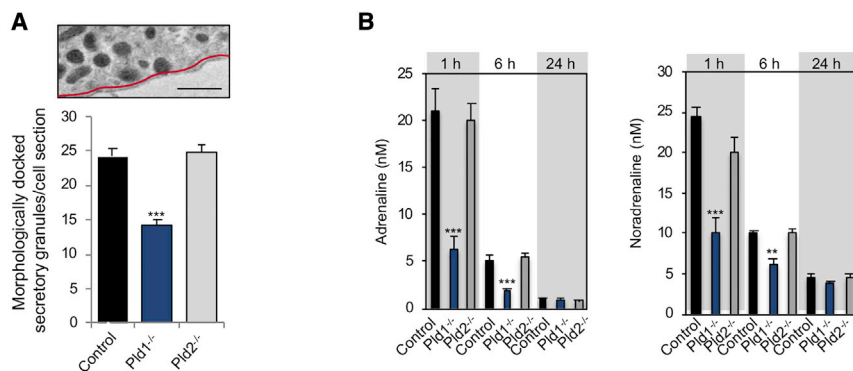 A
Morphologically docked
secretory granules/cell section
30
25
20
15
10
5
0
***
Control
Pld1-/-
Pld2-/-
B
1 h
6 h
24 h
Adrenaline (nM)
25
20
15
10
5
0
***
***
Control
Pld1-/-
Pld2-/-
Control
Pld1-/-
Pld2-/-
Control
Pld1-/-
Pld2-/-
1 h
6 h
24 h
Noradrenaline (nM)
30
25
20
15
10
5
0
***
**
Control
Pld1-/-
Pld2-/-
Control
Pld1-/-
Pld2-/-
Control
Pld1-/-
Pld2-/-